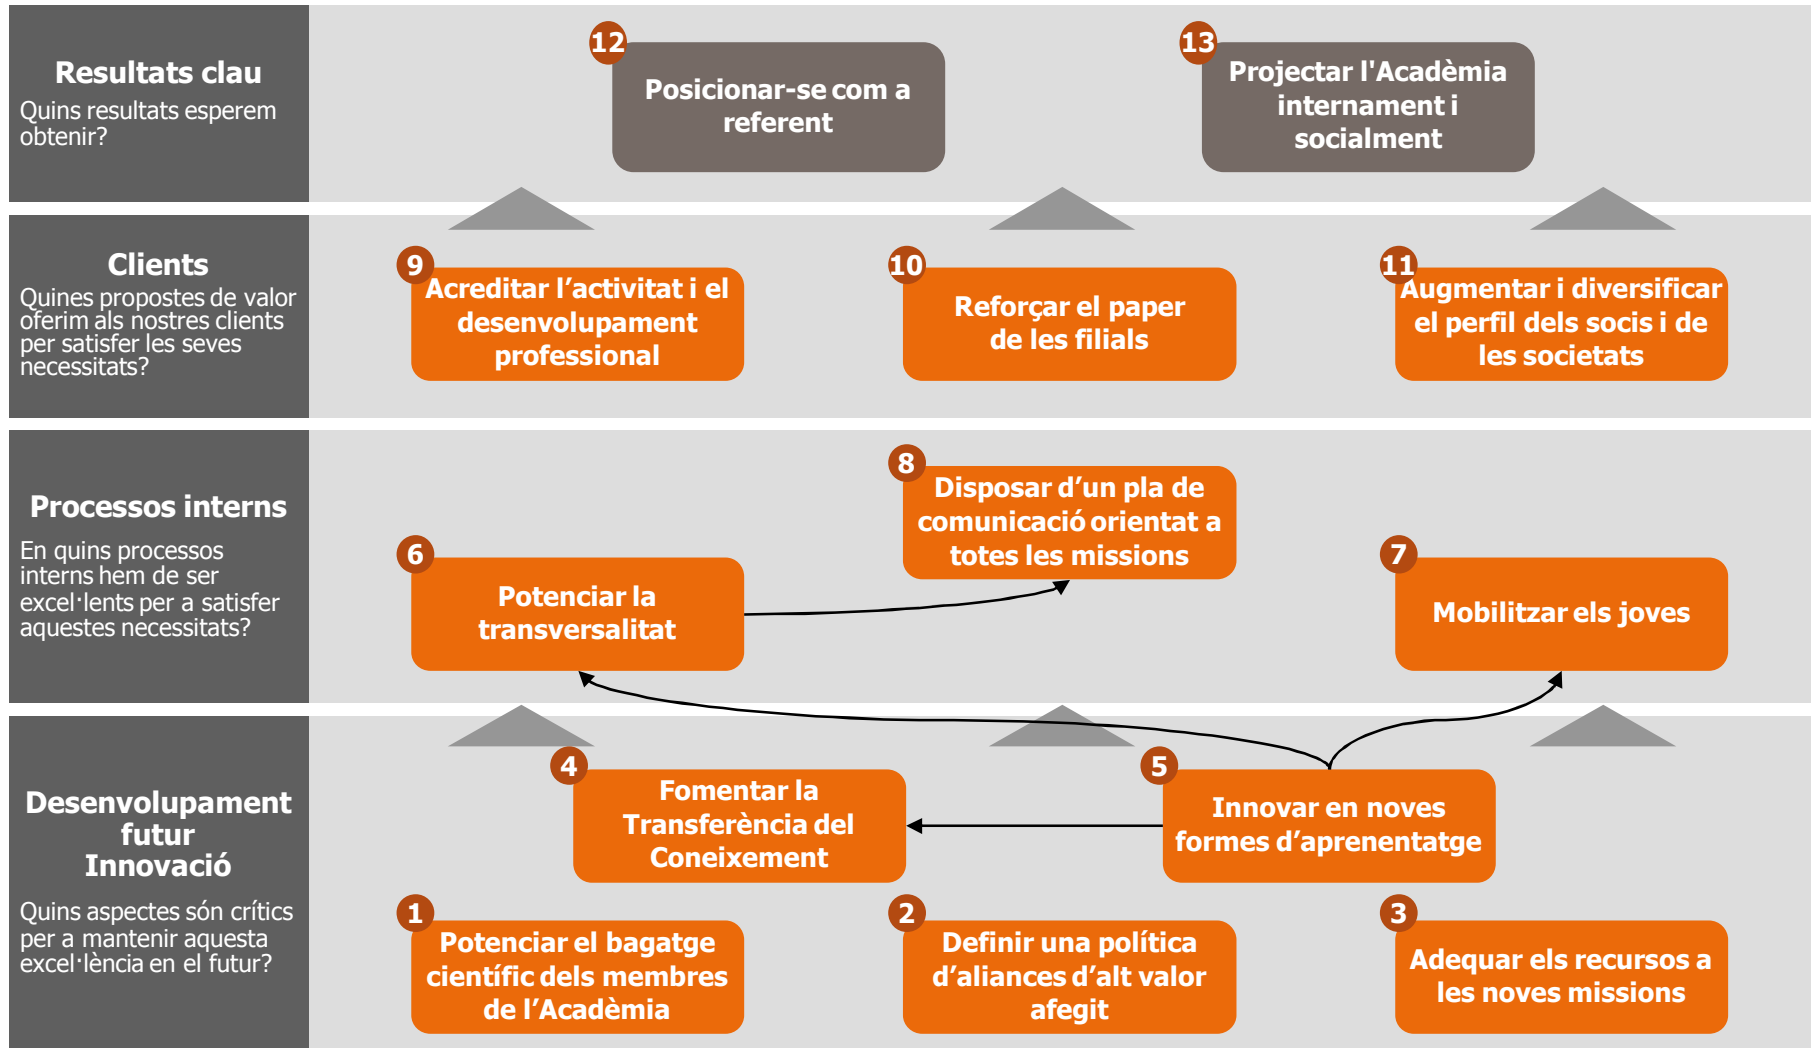 Resultats clau
Quins resultats esperem
obtenir?
12
Posicionar-se com a
referent
13
Projectar l'Acadèmia
internament i
socialment
Clients
Quines propostes de valor
oferim als nostres clients
per satisfer les seves
necessitats?
9
Acreditar l’activitat i el
desenvolupament
professional
10
Reforçar el paper
de les filials
11
Augmentar i diversificar
el perfil dels socis i de
les societats
Processos interns
En quins processos
interns hem de ser
excel·lents per a satisfer
aquestes necessitats?
6
Potenciar la
transversalitat
8
Disposar d’un pla de
comunicació orientat a
totes les missions
7
Mobilitzar els joves
Desenvolupament
futur
Innovació
Quins aspectes són crítics
per a mantenir aquesta
excel·lència en el futur?
4
Fomentar la
Transferència del
Coneixement
5
Innovar en noves
formes d’aprenentatge
1
Potenciar el bagatge
científic dels membres
de l’Acadèmia
2
Definir una política
d’aliances d’alt valor
afegit
3
Adequar els recursos a
les noves missions